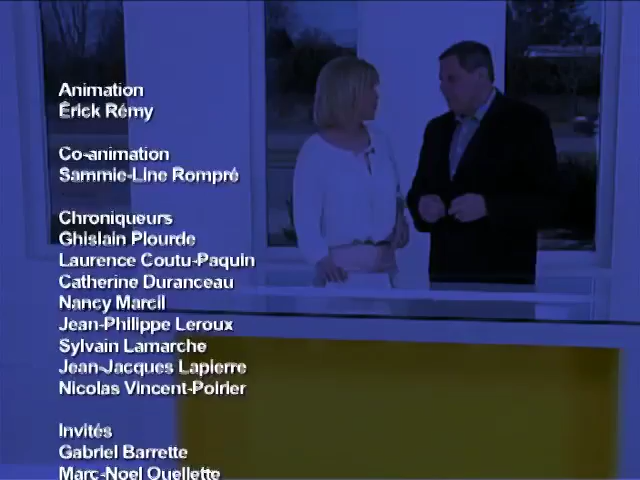 Animation
Érick Rémy
Co-animation
Sammie-Line Rompré
Chroniqueurs
Ghislain Plourde
Laurence Coutu-Paquin
Catherine Duranceau
Nancy Marcil
Jean-Philippe Leroux
Sylvain Lamarche
Jean-Jacques Lapierre
Nicolas Vincent-Poirier
Invités
Gabriel Barrette
Marc-Noel Ouellette